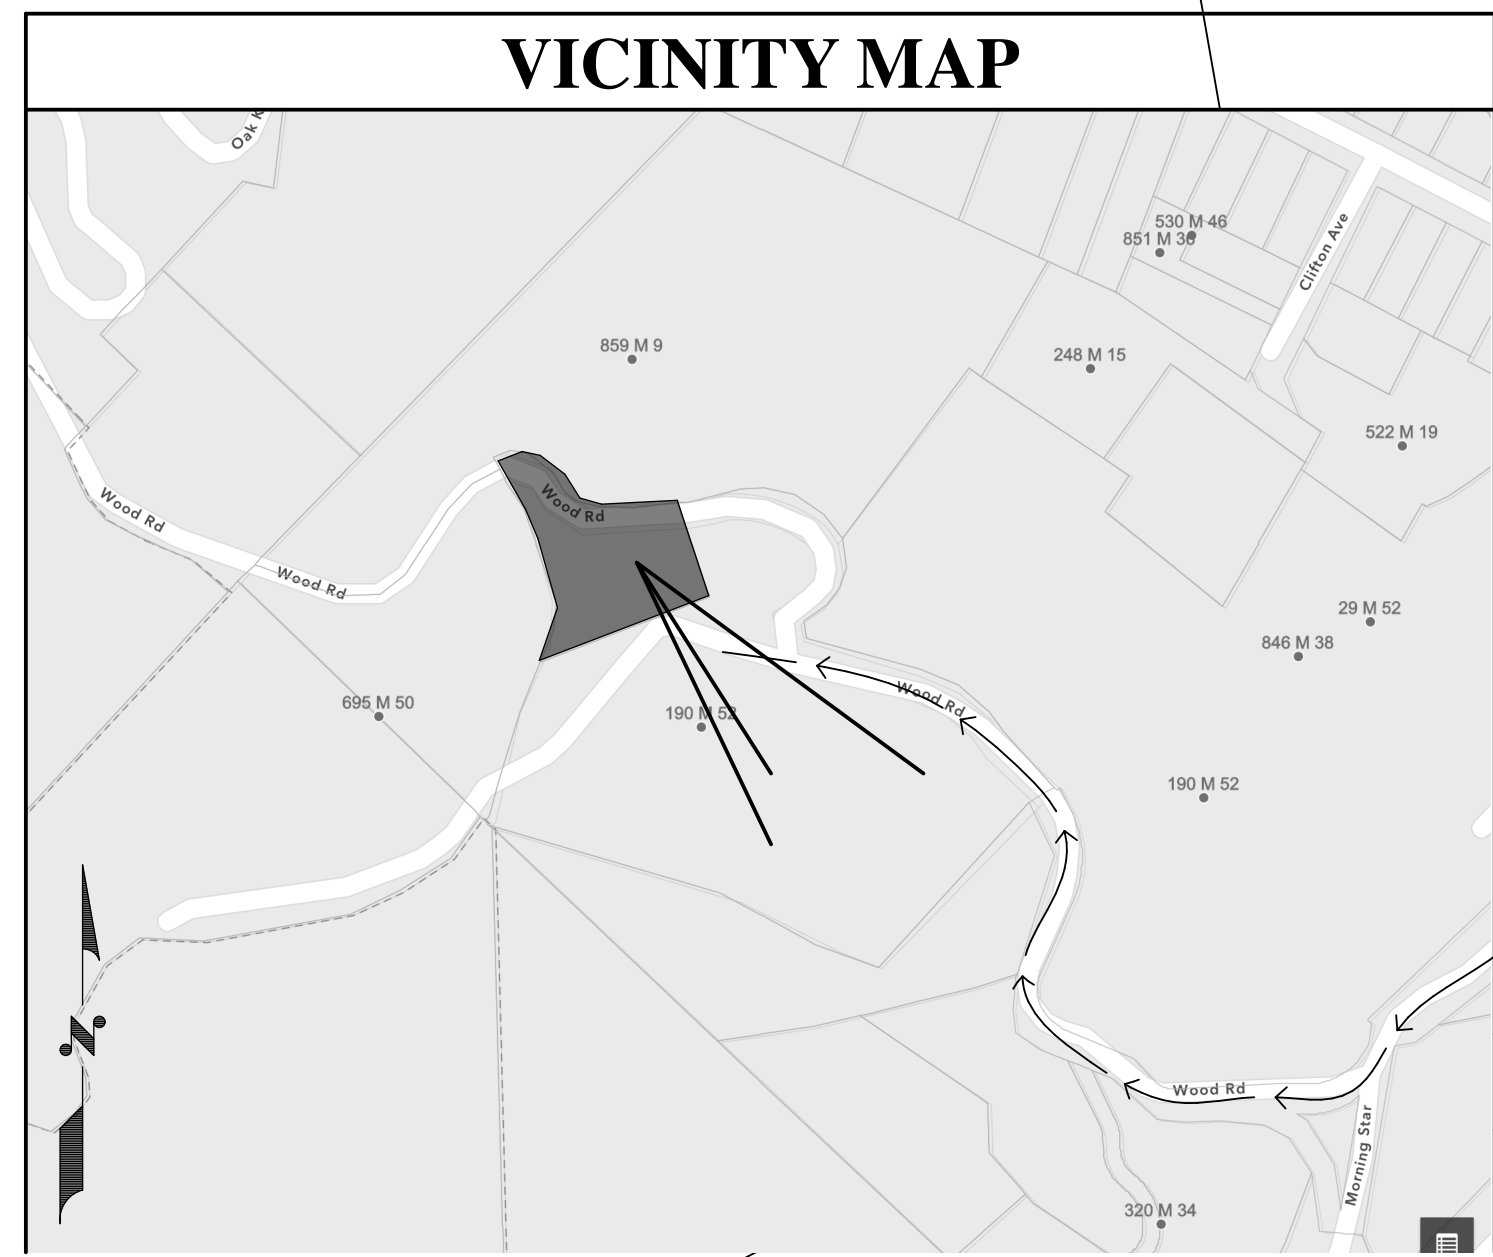 VICINITY MAP
Oak K
530 M 46
851 M 36
Clifton Ave
859 M 9
248 M 15
522 M 19
Wood Rd
Wood Rd
Wood Rd
29 M 52
846 M 38
695 M 50
190 M 52
Wood Rd
190 M 52
N
Wood Rd
Morning Star
320 M 34